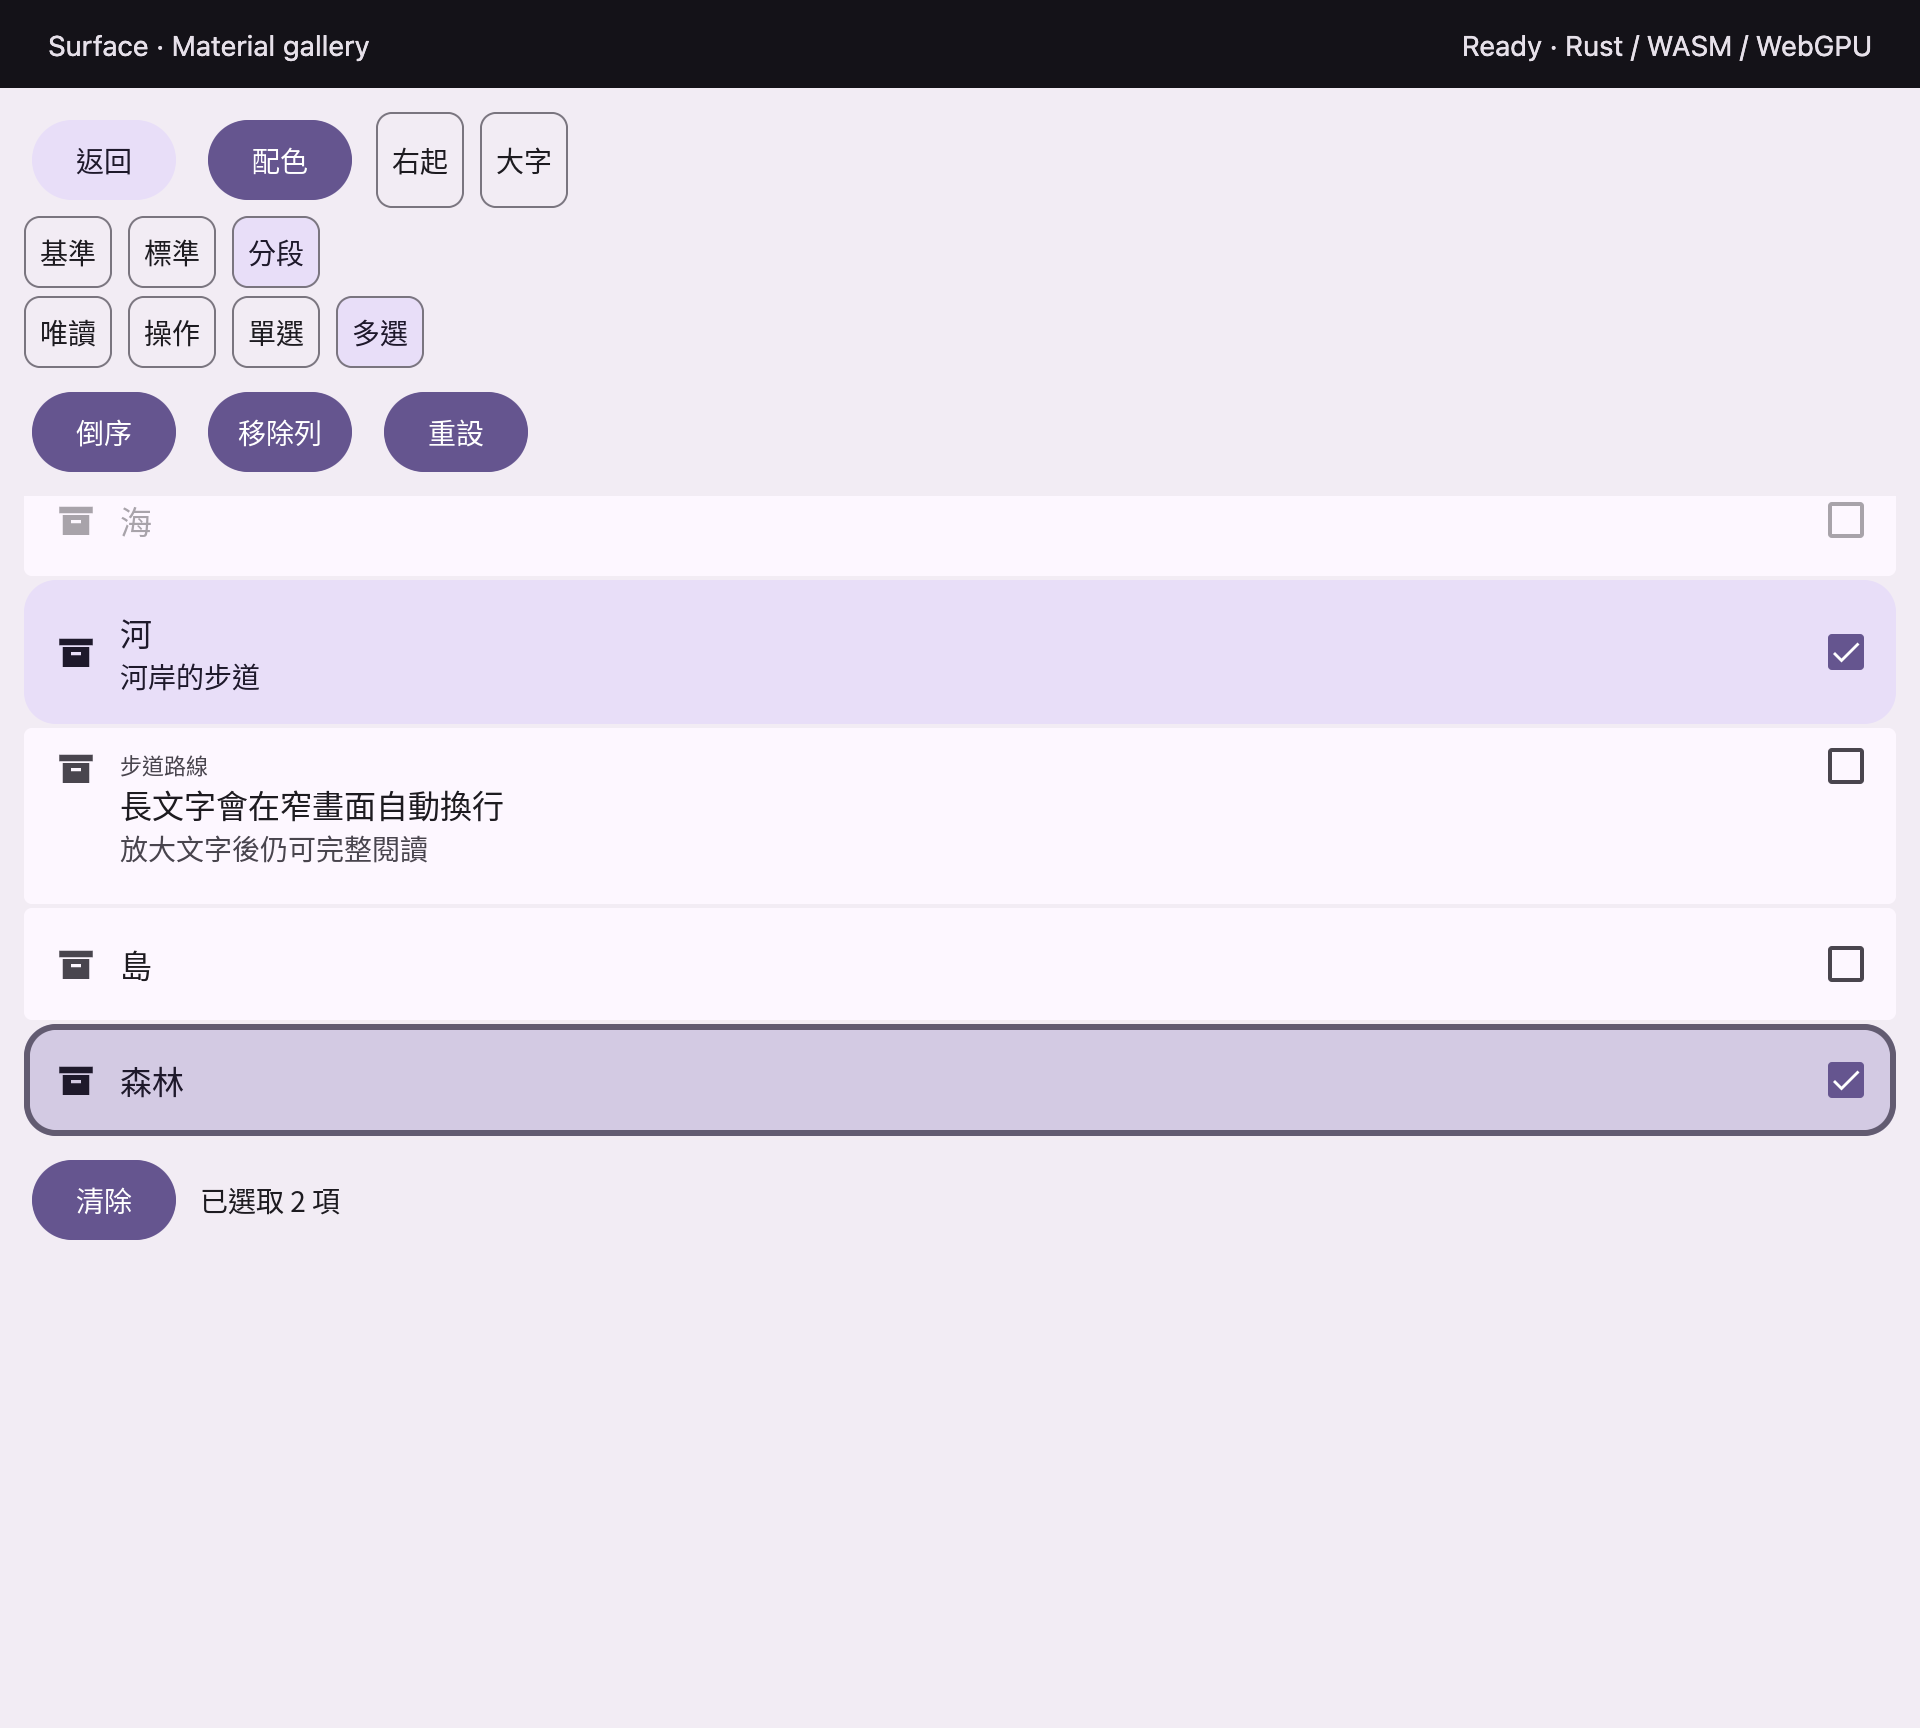 Surface · Material gallery
Ready · Rust / WASM / WebGPU
返回 配色 右起 大字
基準 標準 分段
唯讀 操作 單選 多選
倒序 移除列 重設
海
河
河岸的步道
步道路線
長文字會在窄畫面自動換行
放大文字後仍可完整閱讀
島
森林
清除 已選取 2 項